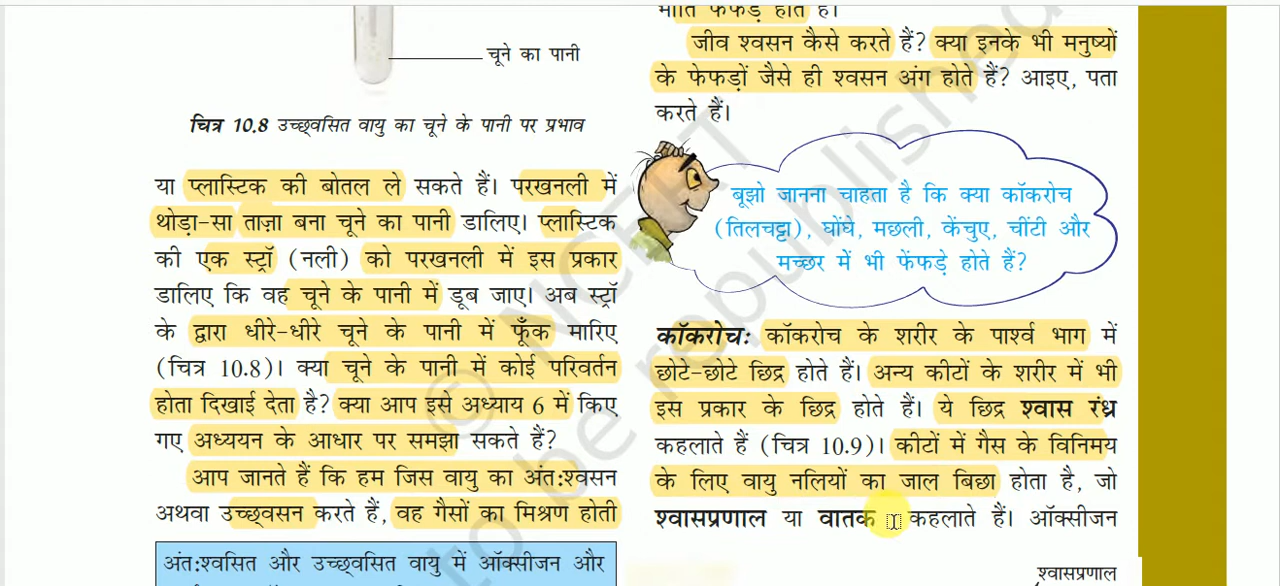 चूने का पानी
चित्र 10.8 उच्छ्वसित वायु का चूने के पानी पर प्रभाव
या प्लास्टिक की बोतल ले सकते हैं। परखनली में
थोड़ा-सा ताज़ा बना चूने का पानी डालिए। प्लास्टिक
की एक स्ट्रॉ (नली) को परखनली में इस प्रकार
डालिए कि वह चूने के पानी में डूब जाए। अब स्ट्रॉ
के द्वारा धीरे-धीरे चूने के पानी में फूँक मारिए
(चित्र 10.8)। क्या चूने के पानी में कोई परिवर्तन
होता दिखाई देता है? क्या आप इसे अध्याय 6 में किए
गए अध्ययन के आधार पर समझा सकते हैं?
आप जानते हैं कि हम जिस वायु का अंत:श्वसन
अथवा उच्छ्वसन करते हैं, वह गैसों का मिश्रण होती
अंत:श्वसित और उच्छ्वसित वायु में ऑक्सीजन और
भाँति फेफड़े होते हैं।
जीव श्वसन कैसे करते हैं? क्या इनके भी मनुष्यों
के फेफड़ों जैसे ही श्वसन अंग होते हैं? आइए, पता
करते हैं।
बूझो जानना चाहता है कि क्या कॉकरोच
(तिलचट्टा), घोंघे, मछली, केंचुए, चींटी और
मच्छर में भी फेंफड़े होते हैं?
कॉकरोच: कॉकरोच के शरीर के पार्श्व भाग में
छोटे-छोटे छिद्र होते हैं। अन्य कीटों के शरीर में भी
इस प्रकार के छिद्र होते हैं। ये छिद्र श्वास रंध्र
कहलाते हैं (चित्र 10.9)। कीटों में गैस के विनिमय
के लिए वायु नलियों का जाल बिछा होता है, जो
श्वासप्रणाल या वातक कहलाते हैं। ऑक्सीजन
श्वासप्रणाल
© NCERT
to be republished